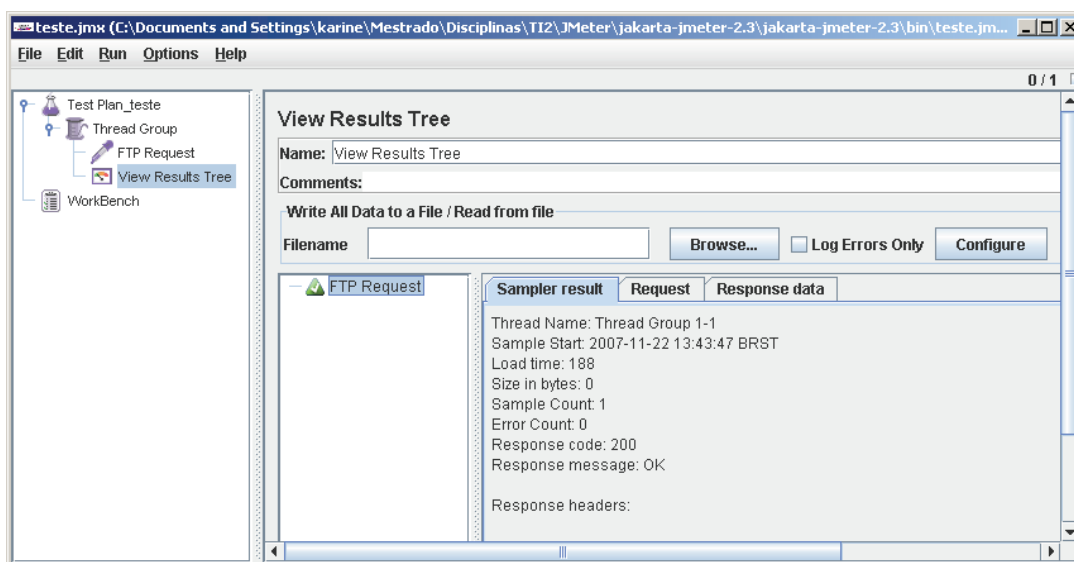 teste.jmx (C:\Documents and Settings\karine\Mestrado\Disciplinas\TI2\JMeter\jakarta-jmeter-2.3\jakarta-jmeter-2.3\bin\teste.jm...
File Edit Run Options Help
0 / 1
Test Plan_teste
Thread Group
FTP Request
View Results Tree
WorkBench
View Results Tree
Name: View Results Tree
Comments:
Write All Data to a File / Read from file
Filename Browse... Log Errors Only Configure
FTP Request
Sampler result Request Response data
Thread Name: Thread Group 1-1
Sample Start: 2007-11-22 13:43:47 BRST
Load time: 188
Size in bytes: 0
Sample Count: 1
Error Count: 0
Response code: 200
Response message: OK
Response headers: